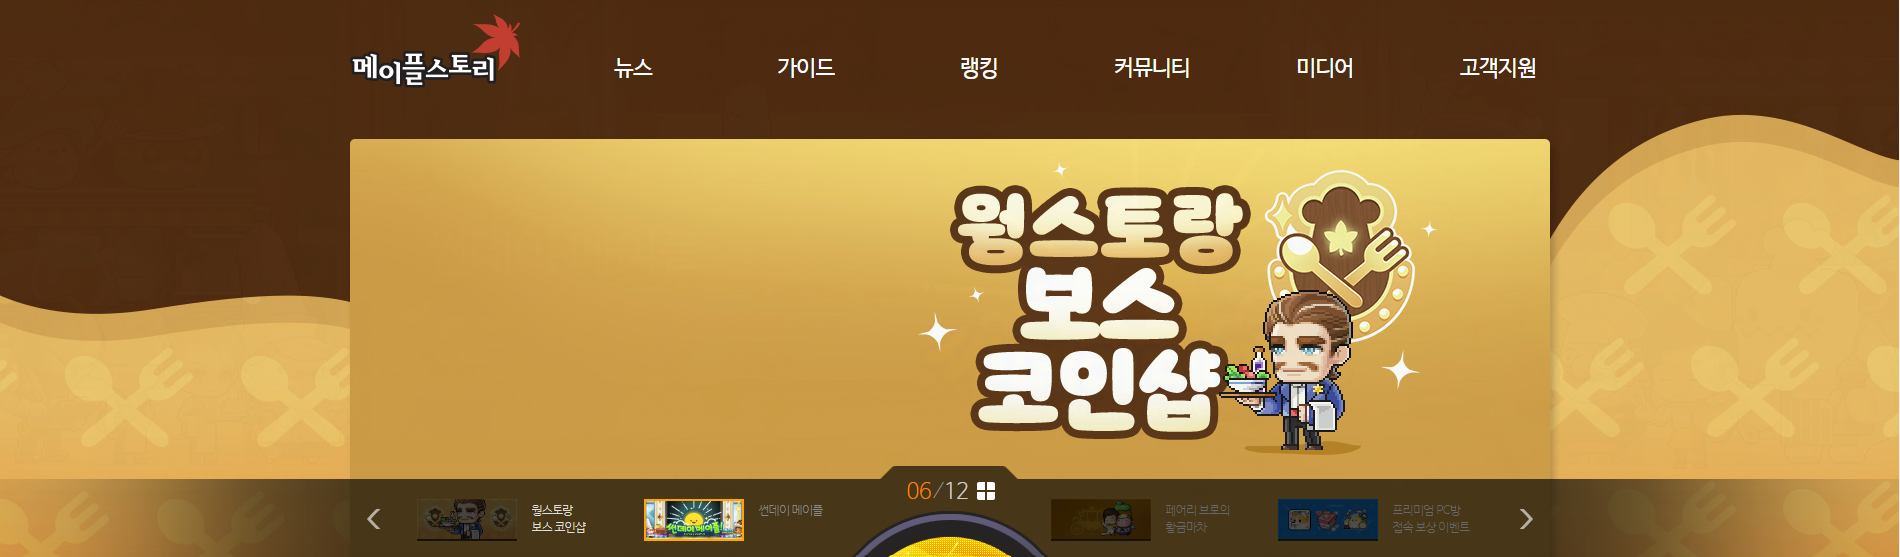 메이플스토리
뉴스
가이드
랭킹
커뮤니티
미디어
고객지원
웡스토랑
보스
코인샵
06/12
웡스토랑
보스 코인샵
썬데이 메이플!
썬데이 메이플
페어리 브로의
황금마차
프리미엄 PC방
접속 보상 이벤트